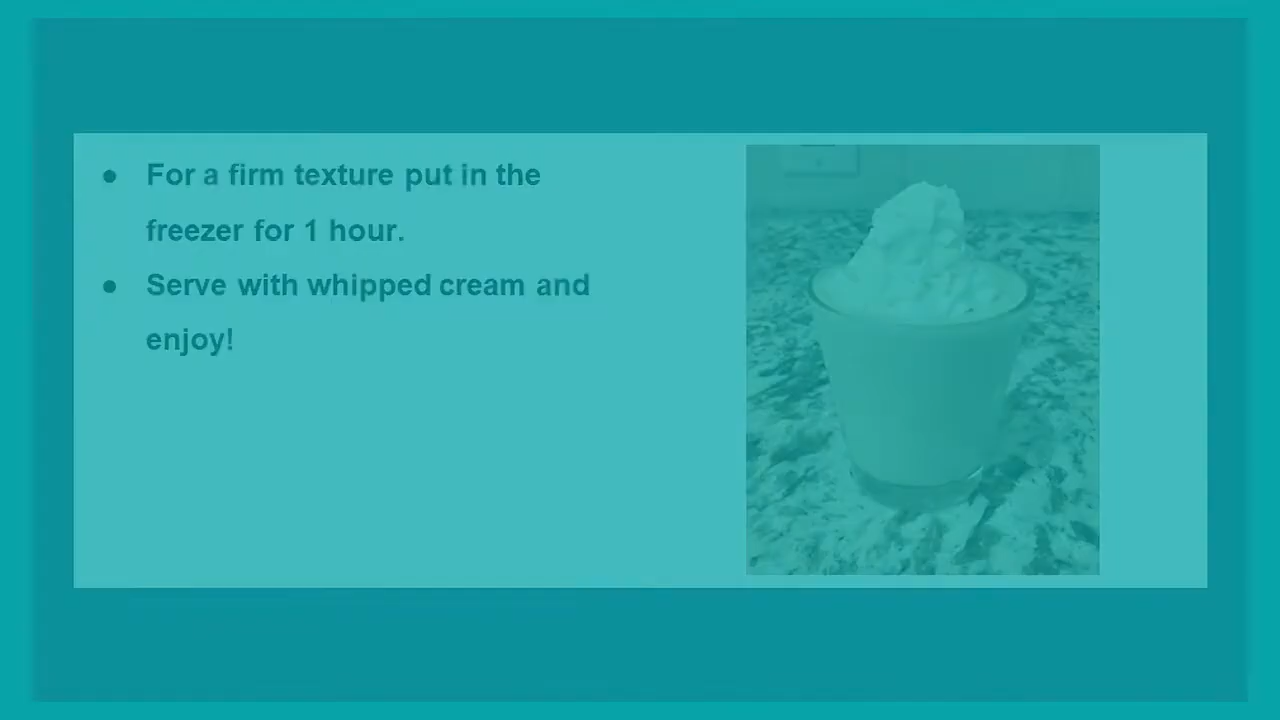 ● For a firm texture put in the
freezer for 1 hour.
● Serve with whipped cream and
enjoy!